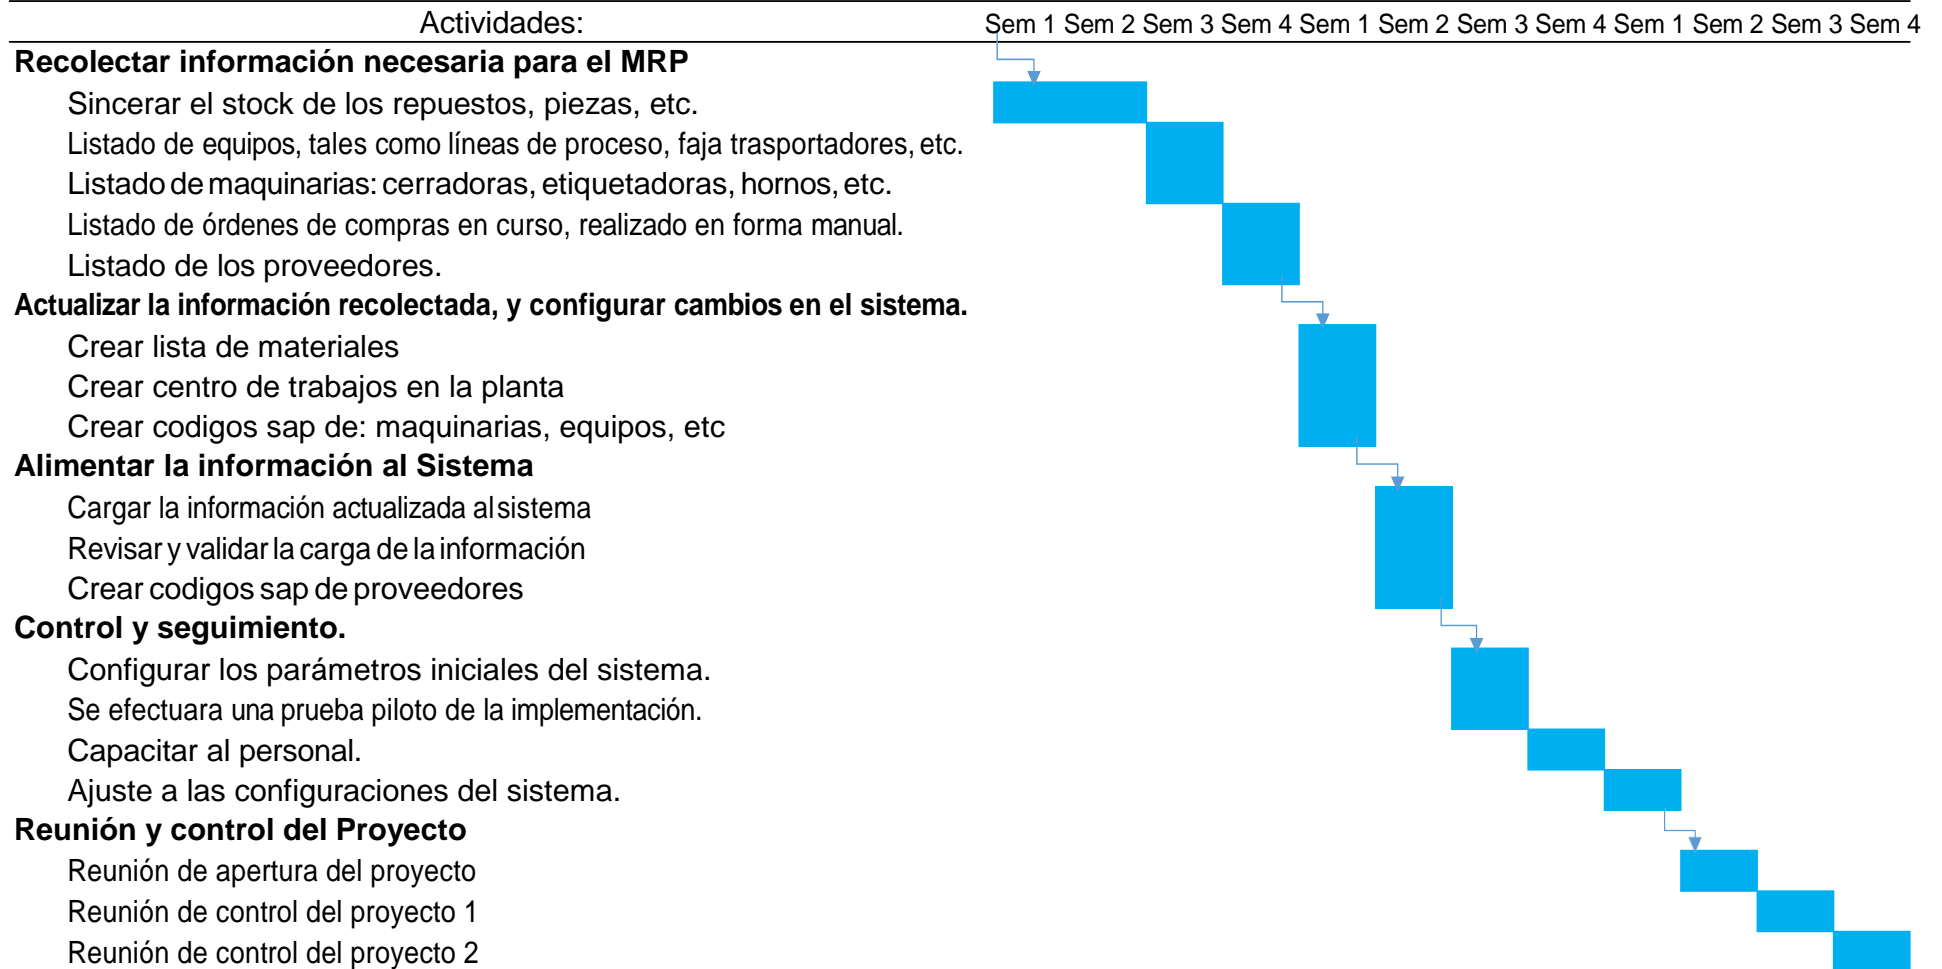 Actividades: Sem 1 Sem 2 Sem 3 Sem 4 Sem 1 Sem 2 Sem 3 Sem 4 Sem 1 Sem 2 Sem 3 Sem 4
Recolectar información necesaria para el MRP
Sincerar el stock de los repuestos, piezas, etc.
Listado de equipos, tales como líneas de proceso, faja trasportadores, etc.
Listado de maquinarias: cerradoras, etiquetadoras, hornos, etc.
Listado de órdenes de compras en curso, realizado en forma manual.
Listado de los proveedores.
Actualizar la información recolectada, y configurar cambios en el sistema.
Crear lista de materiales
Crear centro de trabajos en la planta
Crear codigos sap de: maquinarias, equipos, etc
Alimentar la información al Sistema
Cargar la información actualizada al sistema
Revisar y validar la carga de la información
Crear codigos sap de proveedores
Control y seguimiento.
Configurar los parámetros iniciales del sistema.
Se efectuara una prueba piloto de la implementación.
Capacitar al personal.
Ajuste a las configuraciones del sistema.
Reunión y control del Proyecto
Reunión de apertura del proyecto
Reunión de control del proyecto 1
Reunión de control del proyecto 2